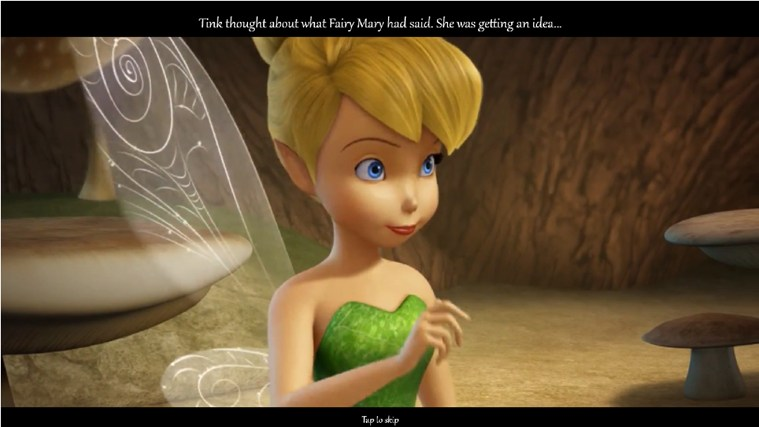 Tink thought about what Fairy Mary had said. She was getting an idea...
Tap to skip